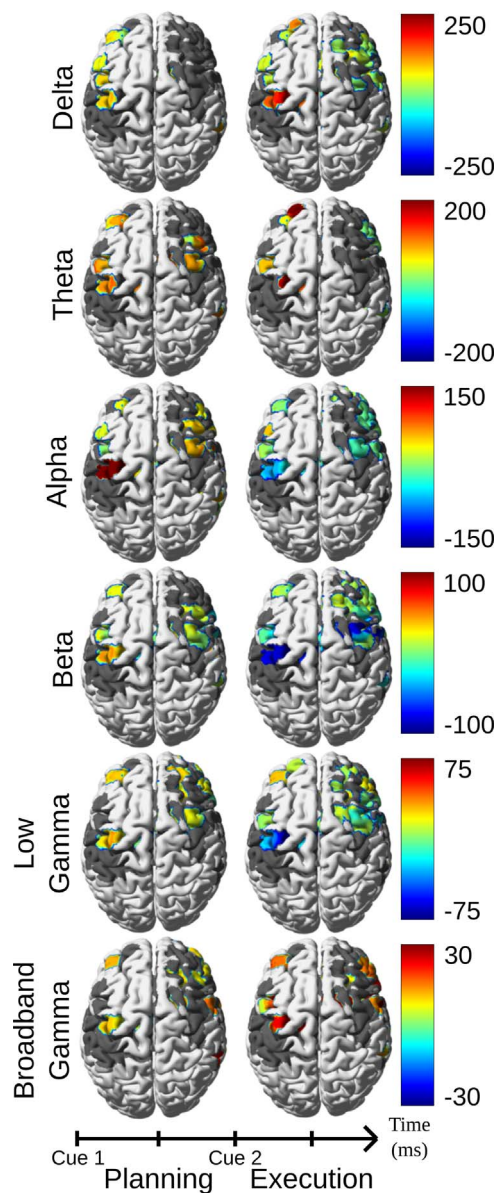 Delta
250
-250
Theta
200
-200
Alpha
150
-150
Beta
100
-100
Low
Gamma
75
-75
Broadband
Gamma
30
-30
Time
(ms)
Cue 1
Cue 2
Planning
Execution